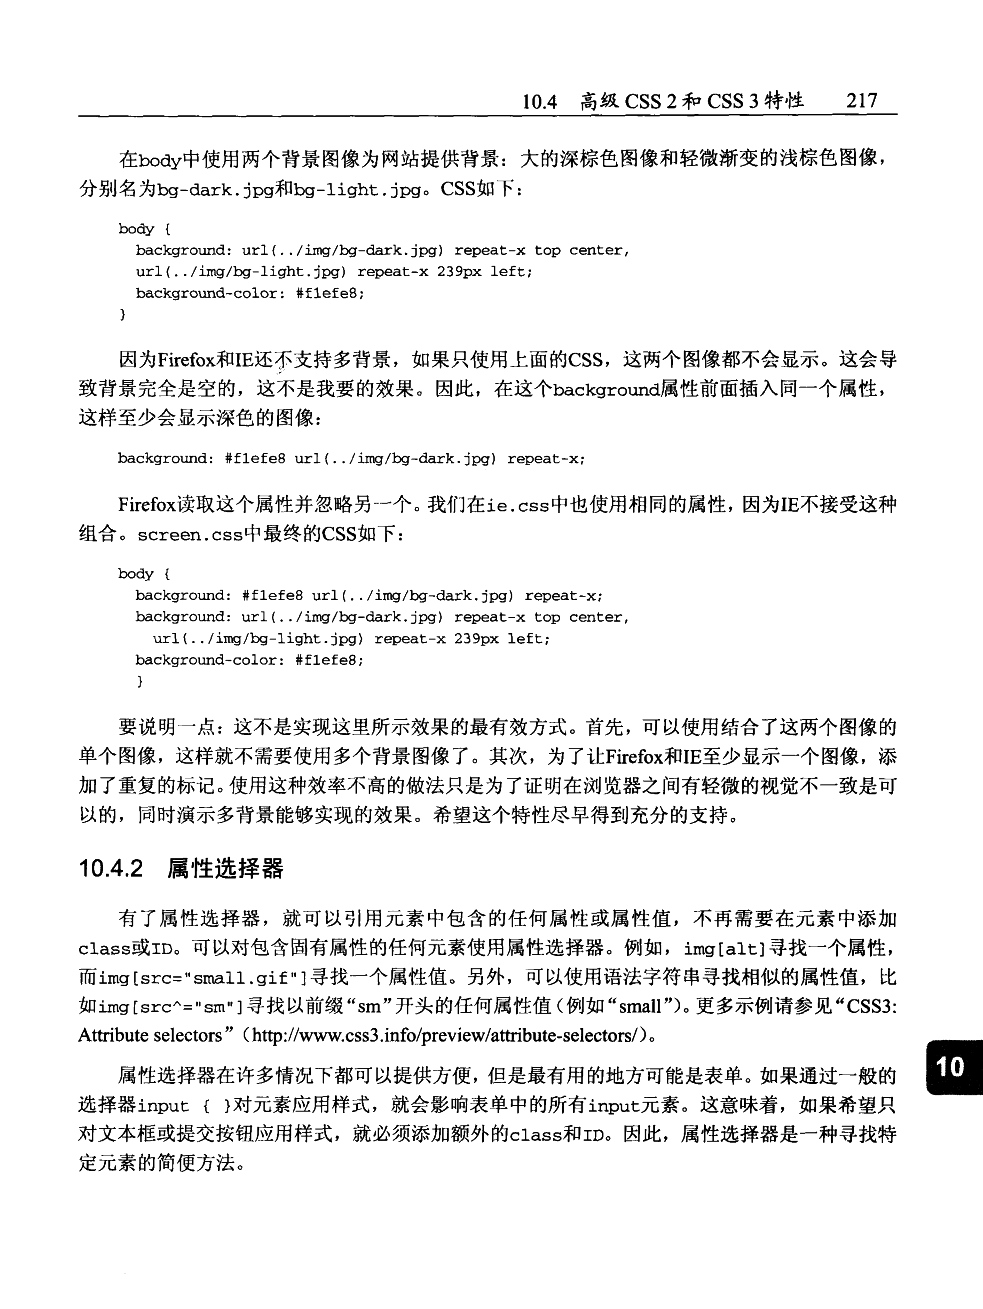 10.4 高级 CSS 2 和 CSS 3 特性 217
在body中使用两个背景图像为网站提供背景：大的深棕色图像和轻微渐变的浅棕色图像，
分别名为bg-dark.jpg和bg-light.jpg。CSS如下：
body {
background: url(../img/bg-dark.jpg) repeat-x top center,
url(../img/bg-light.jpg) repeat-x 239px left;
background-color: #f1efe8;
}
因为Firefox和IE还不支持多背景，如果只使用上面的CSS，这两个图像都不会显示。这会导
致背景完全是空的，这不是我要的效果。因此，在这个background属性前面插入同一个属性，
这样至少会显示深色的图像：
background: #f1efe8 url(../img/bg-dark.jpg) repeat-x;
Firefox读取这个属性并忽略另一个。我们在ie.css中也使用相同的属性，因为IE不接受这种
组合。screen.css中最终的CSS如下：
body {
background: #f1efe8 url(../img/bg-dark.jpg) repeat-x;
background: url(../img/bg-dark.jpg) repeat-x top center,
url(../img/bg-light.jpg) repeat-x 239px left;
background-color: #f1efe8;
}
要说明一点：这不是实现这里所示效果的最有效方式。首先，可以使用结合了这两个图像的
单个图像，这样就不需要使用多个背景图像了。其次，为了让Firefox和IE至少显示一个图像，添
加了重复的标记。使用这种效率不高的做法只是为了证明在浏览器之间有轻微的视觉不一致是可
以的，同时演示多背景能够实现的效果。希望这个特性尽早得到充分的支持。
10.4.2 属性选择器
有了属性选择器，就可以引用元素中包含的任何属性或属性值，不再需要在元素中添加
class或ID。可以对包含固有属性的任何元素使用属性选择器。例如，img[alt]寻找一个属性，
而img[src="small.gif"]寻找一个属性值。另外，可以使用语法字符串寻找相似的属性值，比
如img[src^="sm"]寻找以前缀“sm”开头的任何属性值（例如“small”）。更多示例请参见“CSS3:
Attribute selectors”（http://www.css3.info/preview/attribute-selectors/）。
属性选择器在许多情况下都可以提供方便，但是最有用的地方可能是表单。如果通过一般的
选择器input { }对元素应用样式，就会影响表单中的所有input元素。这意味着，如果希望只
对文本框或提交按钮应用样式，就必须添加额外的class和ID。因此，属性选择器是一种寻找特
定元素的简便方法。
10